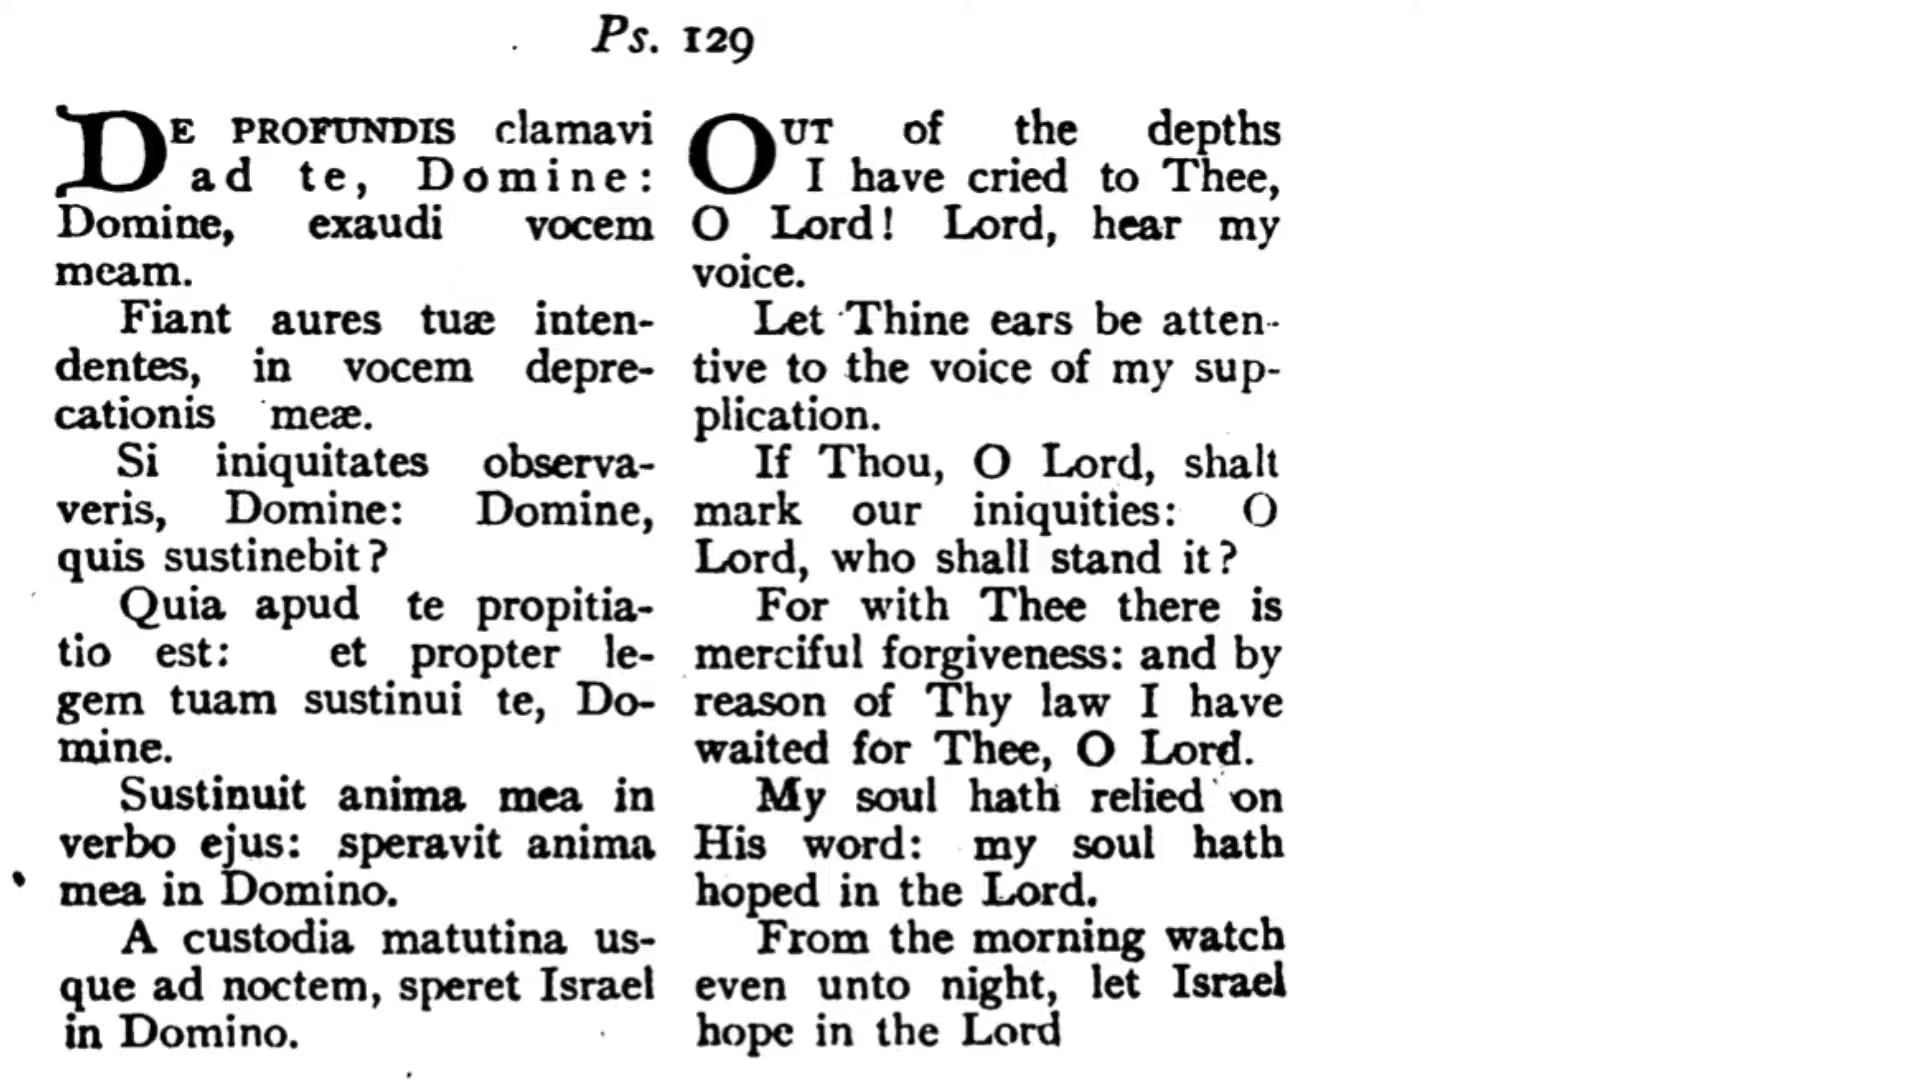 Ps. 129
DE PROFUNDIS clamavi
ad te, Domine:
Domine, exaudi vocem
meam.
Fiant aures tuæ inten-
dentes, in vocem depre-
cationis meæ.
Si iniquitates observa-
veris, Domine: Domine,
quis sustinebit?
Quia apud te propitia-
tio est: et propter le-
gem tuam sustinui te, Do-
mine.
Sustinuit anima mea in
verbo ejus: speravit anima
mea in Domino.
A custodia matutina us-
que ad noctem, speret Israel
in Domino.
OUT of the depths
I have cried to Thee,
O Lord! Lord, hear my
voice.
Let Thine ears be atten-
tive to the voice of my sup-
plication.
If Thou, O Lord, shalt
mark our iniquities: O
Lord, who shall stand it?
For with Thee there is
merciful forgiveness: and by
reason of Thy law I have
waited for Thee, O Lord.
My soul hath relied on
His word: my soul hath
hoped in the Lord.
From the morning watch
even unto night, let Israel
hope in the Lord